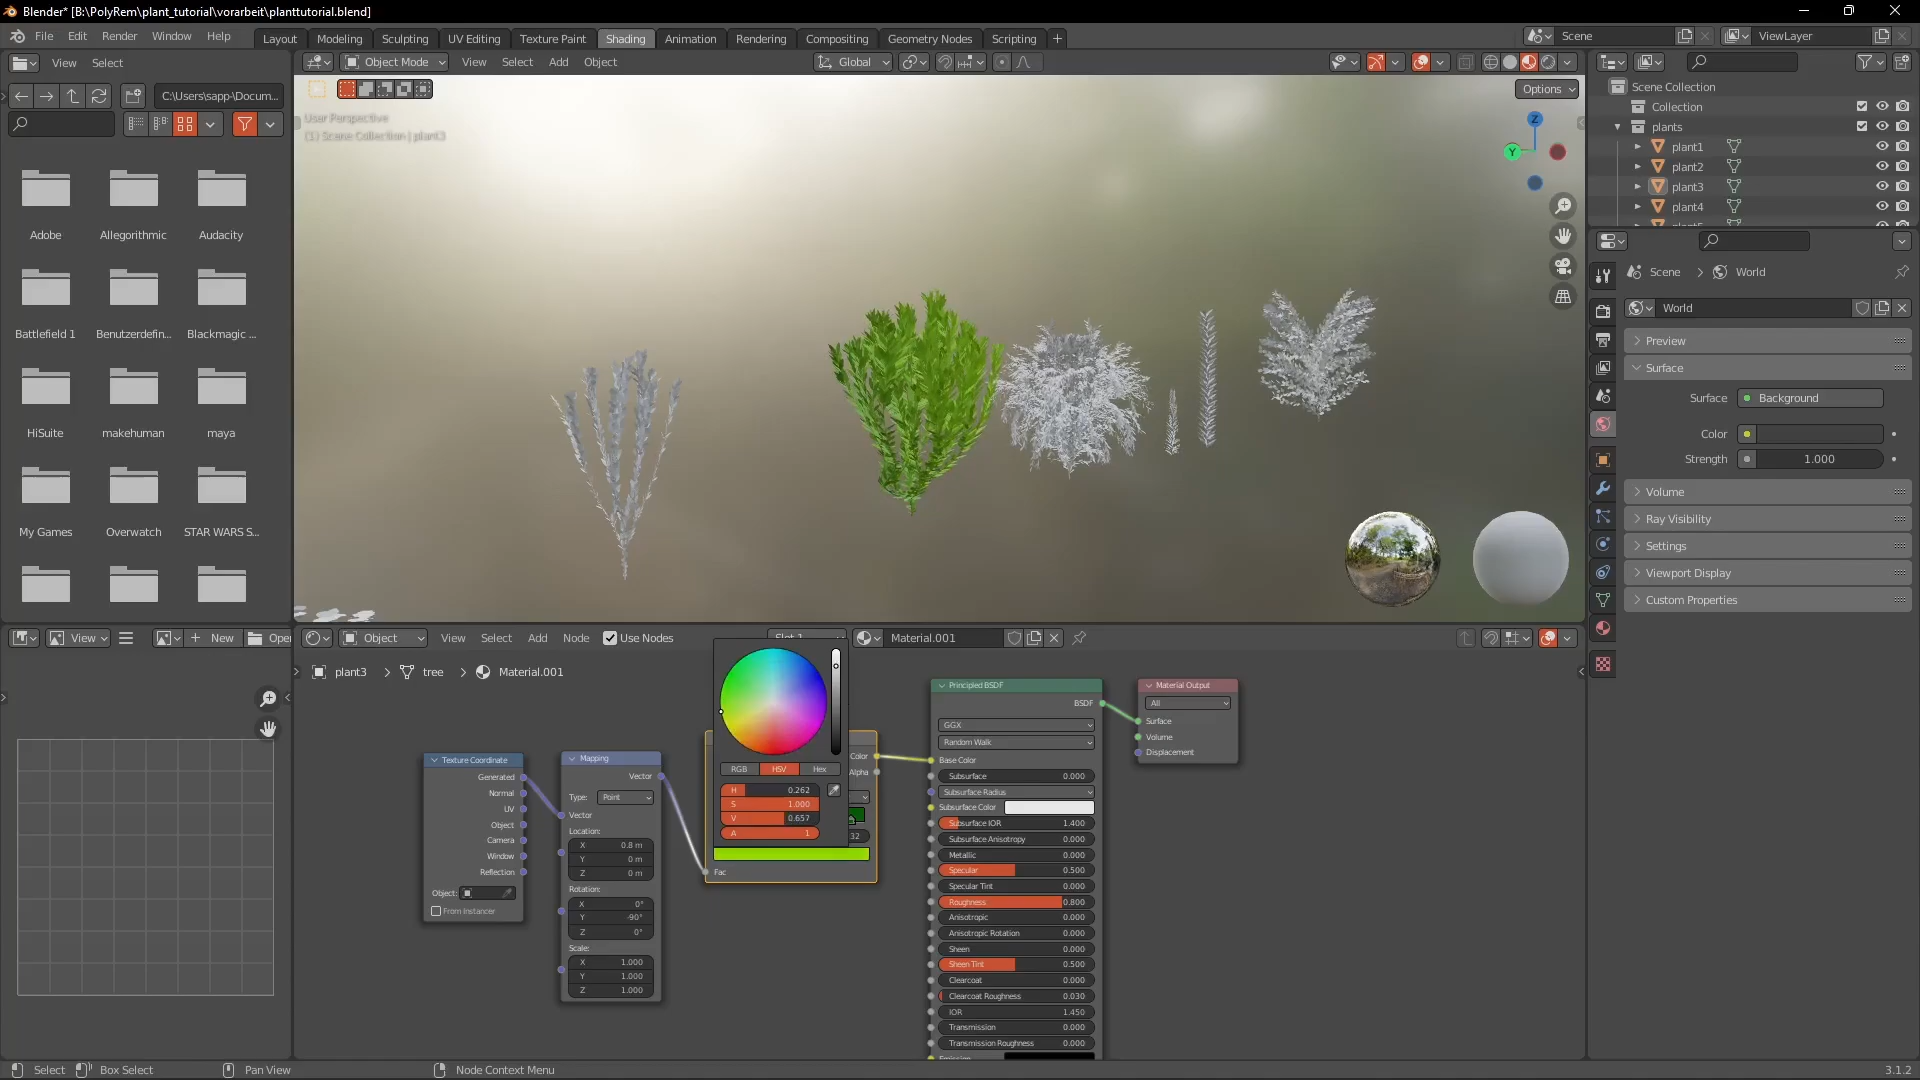 Blender* [B:\PolyRem\plant_tutorial\vorarbeit\planttutorial.blend]
File Edit Render Window Help Layout Modeling Sculpting UV Editing Texture Paint Shading Animation Rendering Compositing Geometry Nodes Scripting +
Scene ViewLayer
View Select
Object Mode View Select Add Object Global
C:\Users\sapp-\Docum...
Options
User Perspective
(1) Scene Collection | plant3
Z
Y
Adobe Allegorithmic Audacity
Battlefield 1 Benutzerdefin... Blackmagic ...
HiSuite makehuman maya
My Games Overwatch STAR WARS S...
Scene Collection
Collection
plants
plant1
plant2
plant3
plant4
Scene > World
World
Preview
Surface
Surface Background
Color
Strength 1.000
Volume
Ray Visibility
Settings
Viewport Display
Custom Properties
View New Open
Object View Select Add Node Use Nodes Slot 1 Material.001
plant3 > tree > Material.001
Texture Coordinate
Generated
Normal
UV
Object
Camera
Window
Reflection
Object:
From Instancer
Mapping
Vector
Type: Point
Vector
Location:
X 0.8 m
Y 0 m
Z 0 m
Rotation:
X 0°
Y -90°
Z 0°
Scale:
X 1.000
Y 1.000
Z 1.000
RGB HSV Hex
H 0.262
S 1.000
V 0.657
A 1
Color
Alpha
32
Fac
Principled BSDF
BSDF
GGX
Random Walk
Base Color
Subsurface 0.000
Subsurface Radius
Subsurface Color
Subsurface IOR 1.400
Subsurface Anisotropy 0.000
Metallic 0.000
Specular 0.500
Specular Tint 0.000
Roughness 0.800
Anisotropic 0.000
Anisotropic Rotation 0.000
Sheen 0.000
Sheen Tint 0.500
Clearcoat 0.000
Clearcoat Roughness 0.030
IOR 1.450
Transmission 0.000
Transmission Roughness 0.000
Material Output
All
Surface
Volume
Displacement
Select Box Select Pan View Node Context Menu 3.1.2